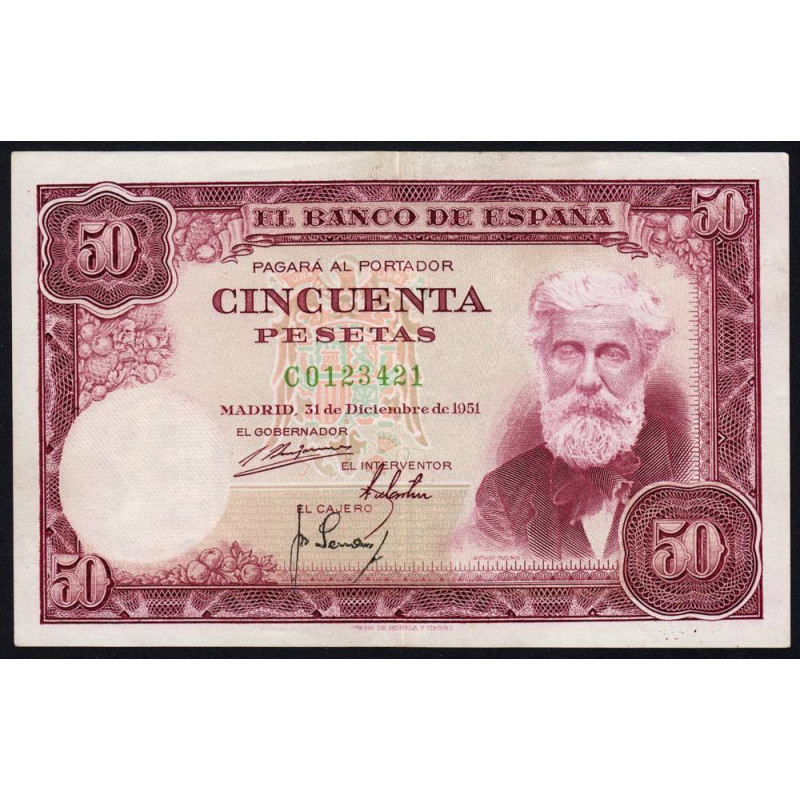 50
EL BANCO DE ESPAÑA
50
PAGARÁ AL PORTADOR
CINCUENTA
PESETAS
C0123421
MADRID, 31 de Diciembre de 1951
EL GOBERNADOR
EL INTERVENTOR
EL CAJERO
50
50